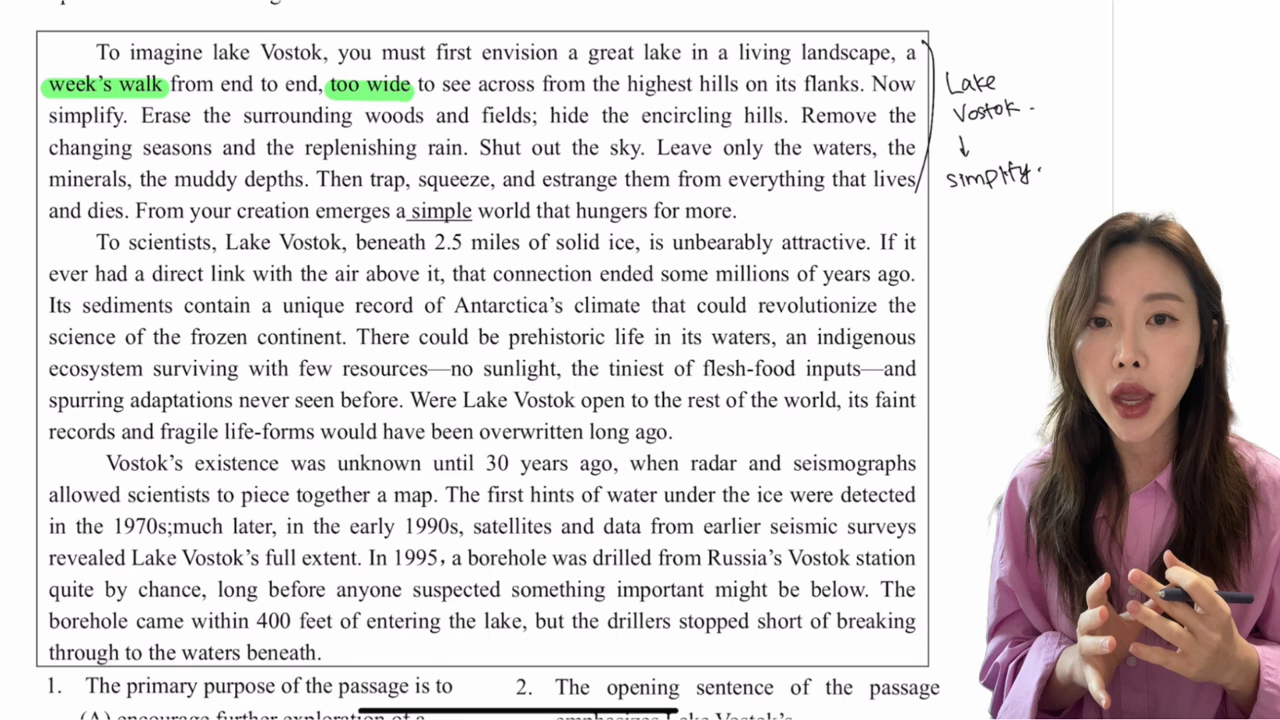 To imagine lake Vostok, you must first envision a great lake in a living landscape, a
week's walk from end to end, too wide to see across from the highest hills on its flanks. Now
simplify. Erase the surrounding woods and fields; hide the encircling hills. Remove the
changing seasons and the replenishing rain. Shut out the sky. Leave only the waters, the
minerals, the muddy depths. Then trap, squeeze, and estrange them from everything that lives
and dies. From your creation emerges a simple world that hungers for more.
To scientists, Lake Vostok, beneath 2.5 miles of solid ice, is unbearably attractive. If it
ever had a direct link with the air above it, that connection ended some millions of years ago.
Its sediments contain a unique record of Antarctica's climate that could revolutionize the
science of the frozen continent. There could be prehistoric life in its waters, an indigenous
ecosystem surviving with few resources—no sunlight, the tiniest of flesh-food inputs—and
spurring adaptations never seen before. Were Lake Vostok open to the rest of the world, its faint
records and fragile life-forms would have been overwritten long ago.
Vostok's existence was unknown until 30 years ago, when radar and seismographs
allowed scientists to piece together a map. The first hints of water under the ice were detected
in the 1970s;much later, in the early 1990s, satellites and data from earlier seismic surveys
revealed Lake Vostok's full extent. In 1995, a borehole was drilled from Russia's Vostok station
quite by chance, long before anyone suspected something important might be below. The
borehole came within 400 feet of entering the lake, but the drillers stopped short of breaking
through to the waters beneath.
Lake
Vostok.
↓
simplify.
1. The primary purpose of the passage is to
(A) encourage further exploration of a
2. The opening sentence of the passage
emphasizes Lake Vostok's